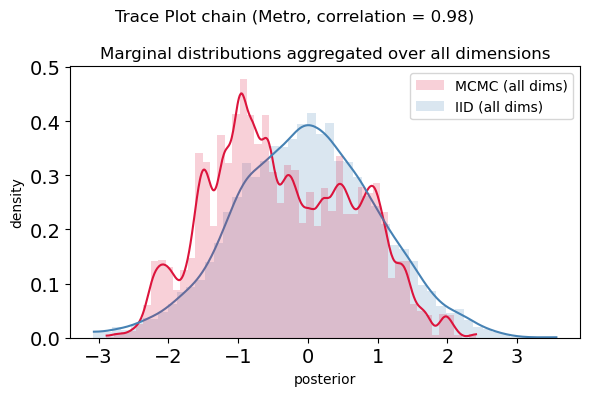 Trace Plot chain (Metro, correlation = 0.98)
Marginal distributions aggregated over all dimensions
MCMC (all dims)
IID (all dims)
density
0.5
0.4
0.3
0.2
0.1
0.0
−3 −2 −1 0 1 2 3
posterior